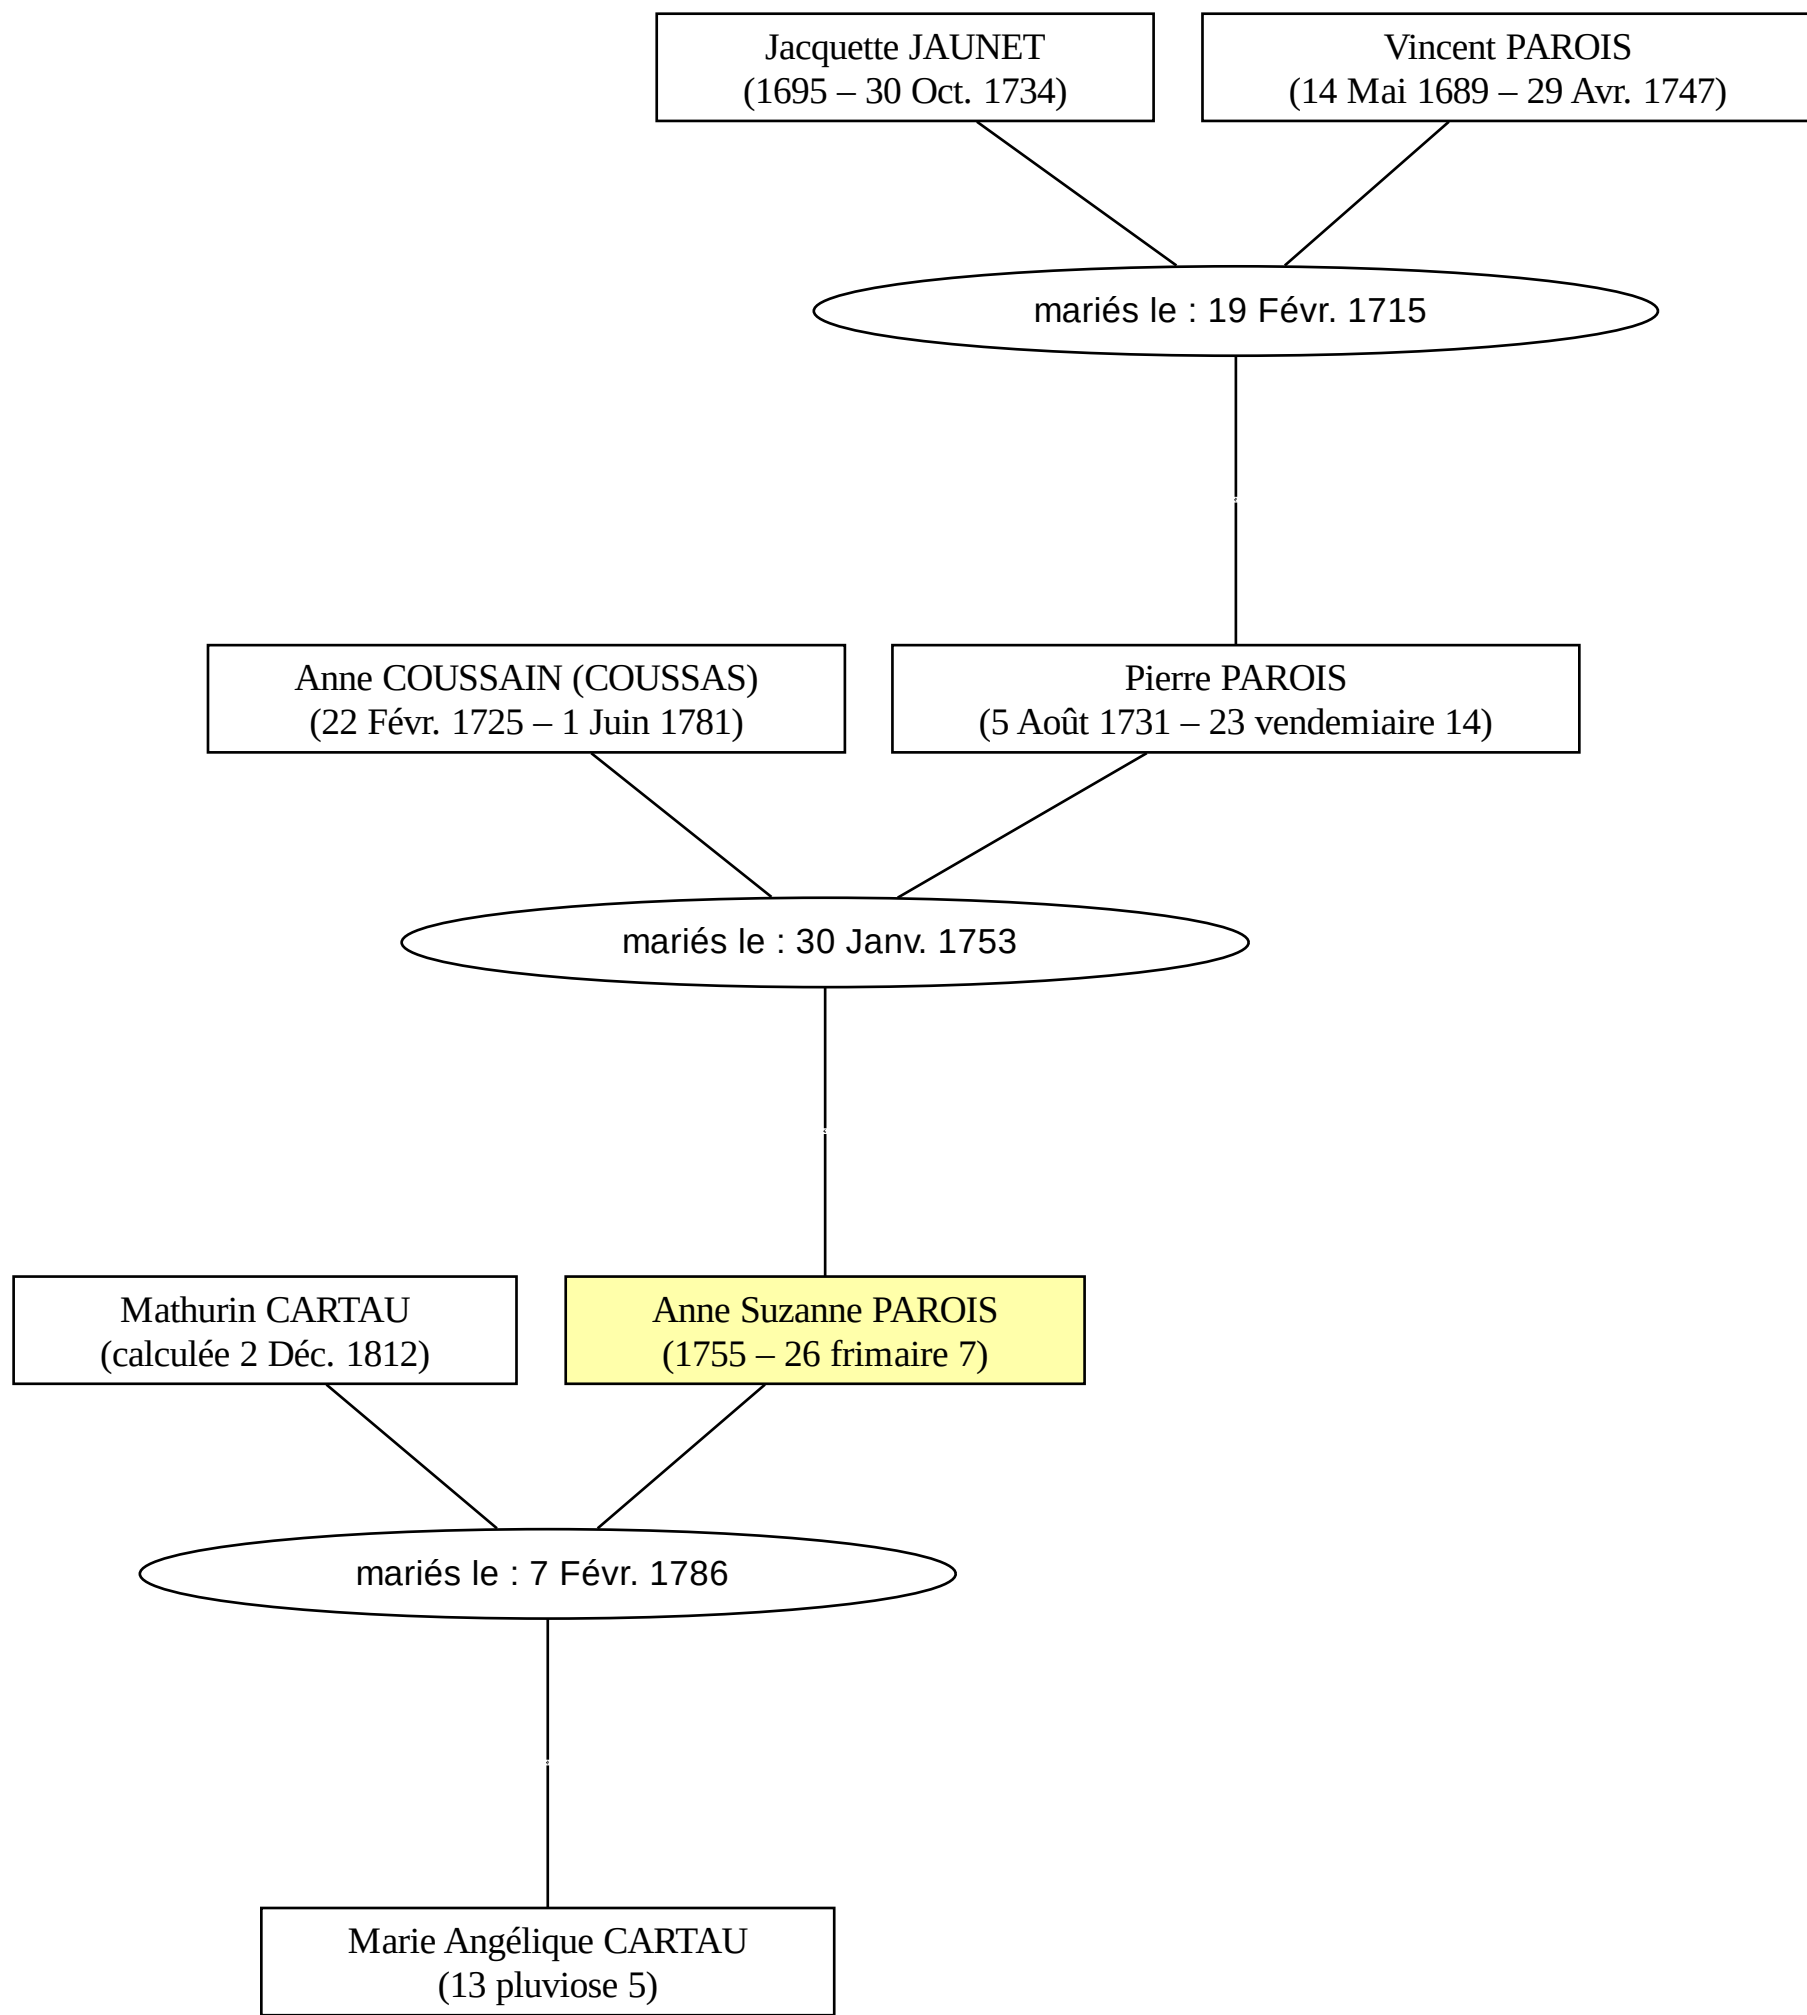 Jacquette JAUNET
(1695 – 30 Oct. 1734)
Vincent PAROIS
(14 Mai 1689 – 29 Avr. 1747)
mariés le : 19 Févr. 1715
Anne COUSSAIN (COUSSAS)
(22 Févr. 1725 – 1 Juin 1781)
Pierre PAROIS
(5 Août 1731 – 23 vendemiaire 14)
mariés le : 30 Janv. 1753
Mathurin CARTAU
(calculée 2 Déc. 1812)
Anne Suzanne PAROIS
(1755 – 26 frimaire 7)
mariés le : 7 Févr. 1786
Marie Angélique CARTAU
(13 pluviose 5)